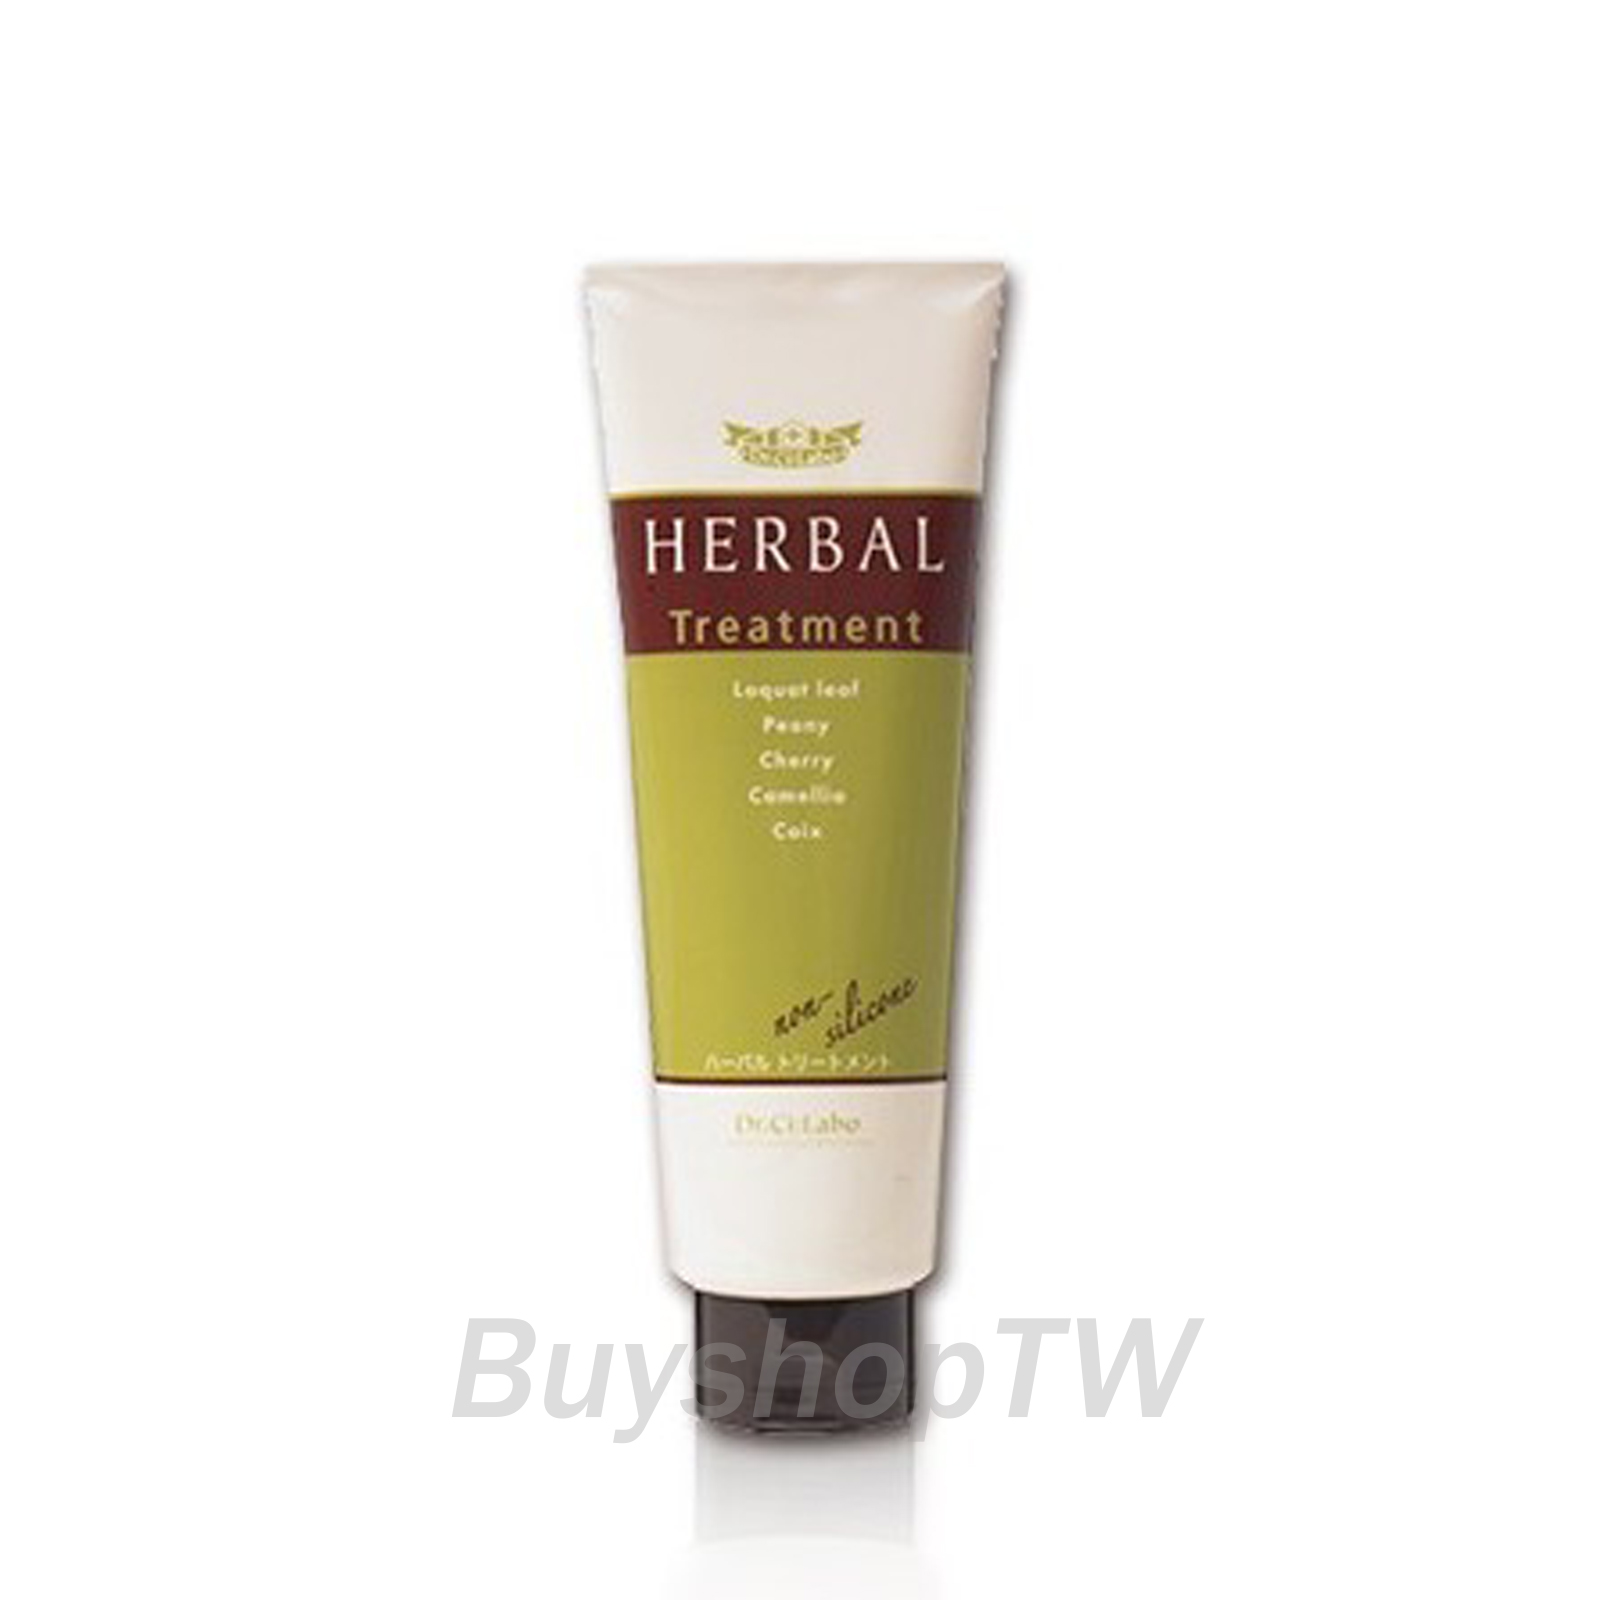 HERBAL
Treatment
Loquat leaf
Peony
Cherry
Camellia
Coix
non-
silicone
ハーバル トリートメント
Dr.Ci:Labo
BuyshopTW